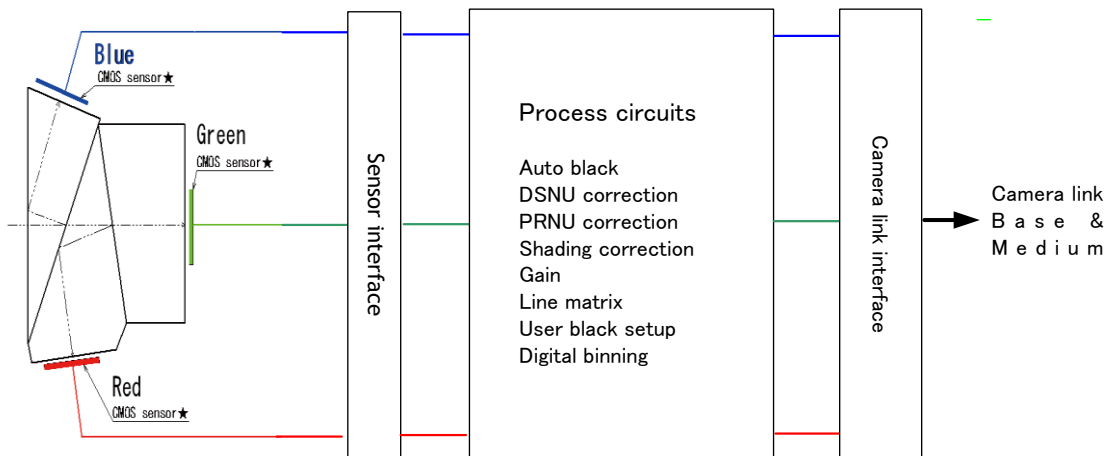 Blue
CMOS sensor★
Green
CMOS sensor★
Red
CMOS sensor★
Sensor interface
Process circuits
Auto black
DSNU correction
PRNU correction
Shading correction
Gain
Line matrix
User black setup
Digital binning
Camera link interface
Camera link
Base &
Medium